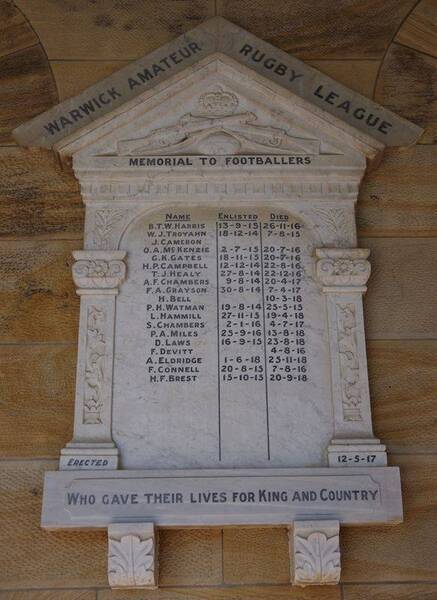 WARWICK AMATEUR RUGBY LEAGUE
MEMORIAL TO FOOTBALLERS
NAME ENLISTED DIED
B.T.W. HARRIS 13-9-15 26-11-16
W.J. TROYAHN 18-12-14 7-8-15
J. CAMERON
O.A. McKENZIE 2-7-15 20-7-16
G.K. GATES 18-11-15 20-7-16
H.P. CAMPBELL 12-12-14 22-8-16
T.J. HEALY 27-8-14 22-12-16
A.F. CHAMBERS 9-8-14 20-4-17
F.A. GRAYSON 30-8-14 7-4-17
H. BELL 10-3-18
P.H. WATMAN 19-8-14 25-5-15
L. HAMMILL 27-11-15 19-4-18
S. CHAMBERS 2-1-16 4-7-17
P.A. MILES 23-9-16 13-8-18
D. LAWS 16-9-15 23-8-18
F. DEVITT 4-8-16
A. ELDRIDGE 1-6-18 25-11-18
F. CONNELL 20-8-15 7-8-16
H.F. BREST 15-10-15 20-9-18
ERECTED 12-5-17
WHO GAVE THEIR LIVES FOR KING AND COUNTRY